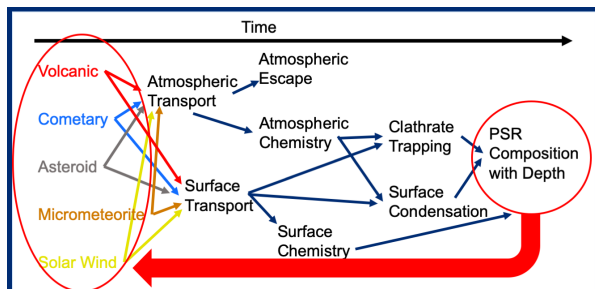 Time
Volcanic
Cometary
Asteroid
Micrometeorite
Solar Wind
Atmospheric
Transport
Surface
Transport
Atmospheric
Escape
Atmospheric
Chemistry
Surface
Chemistry
Clathrate
Trapping
Surface
Condensation
PSR
Composition
with Depth